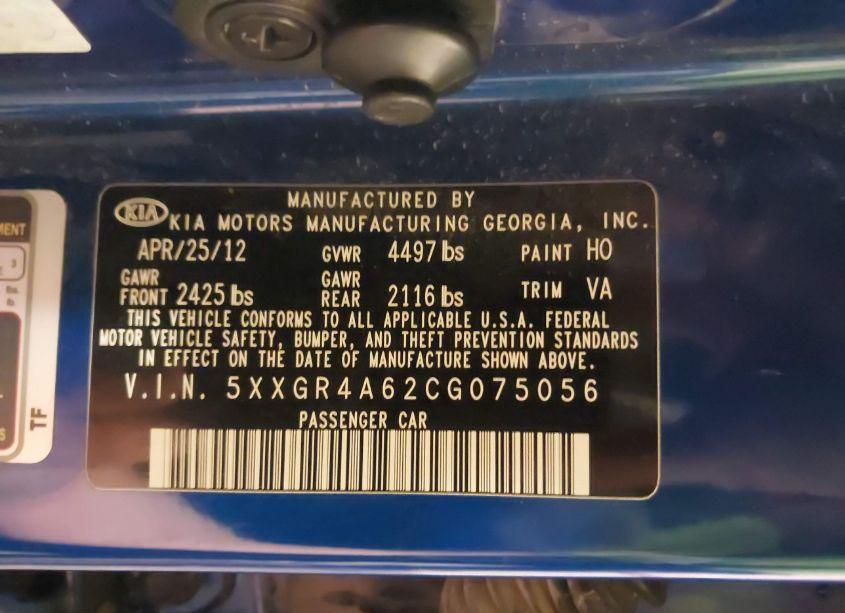 MANUFACTURED BY
KIA KIA MOTORS MANUFACTURING GEORGIA, INC.
APR/25/12 GVWR 4497 lbs PAINT HO
GAWR FRONT 2425 lbs GAWR REAR 2116 lbs TRIM VA
THIS VEHICLE CONFORMS TO ALL APPLICABLE U.S.A. FEDERAL
MOTOR VEHICLE SAFETY, BUMPER, AND THEFT PREVENTION STANDARDS
IN EFFECT ON THE DATE OF MANUFACTURE SHOWN ABOVE.
V.I.N. 5XXGR4A62CG075056
PASSENGER CAR
TF